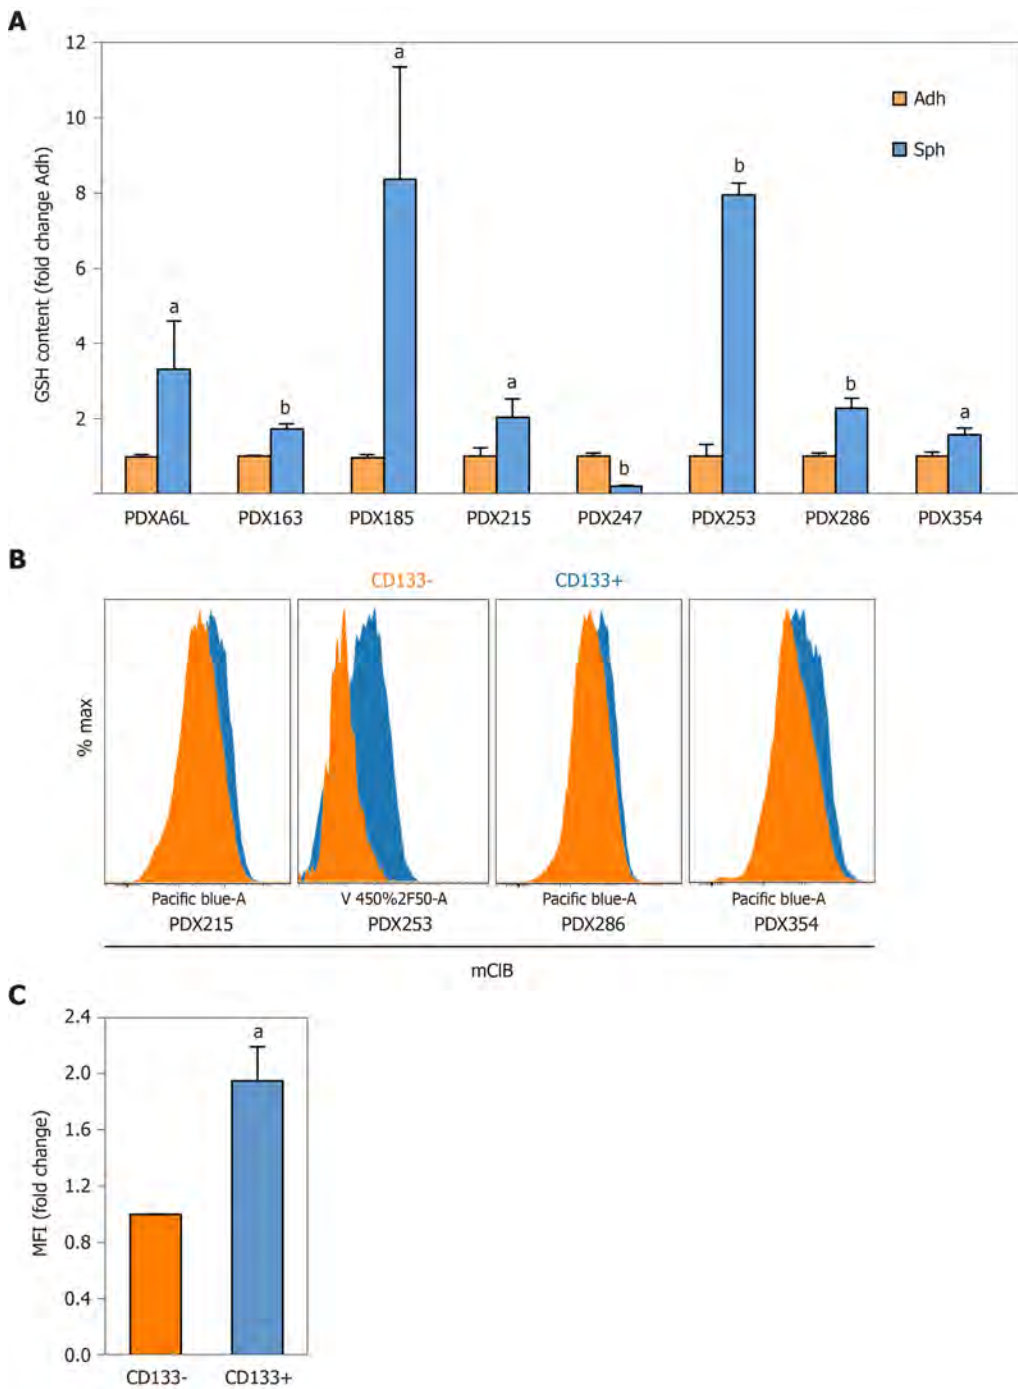 A
12
10
8
6
4
2
GSH content (fold change Adh)
a
b
a
a
b
b
b
a
Adh
Sph
PDXA6L PDX163 PDX185 PDX215 PDX247 PDX253 PDX286 PDX354
B
CD133- CD133+
% max
Pacific blue-A V 450%2F50-A Pacific blue-A Pacific blue-A
PDX215 PDX253 PDX286 PDX354
mClB
C
2.4
2.0
1.6
1.2
0.8
0.4
0.0
MFI (fold change)
a
CD133- CD133+